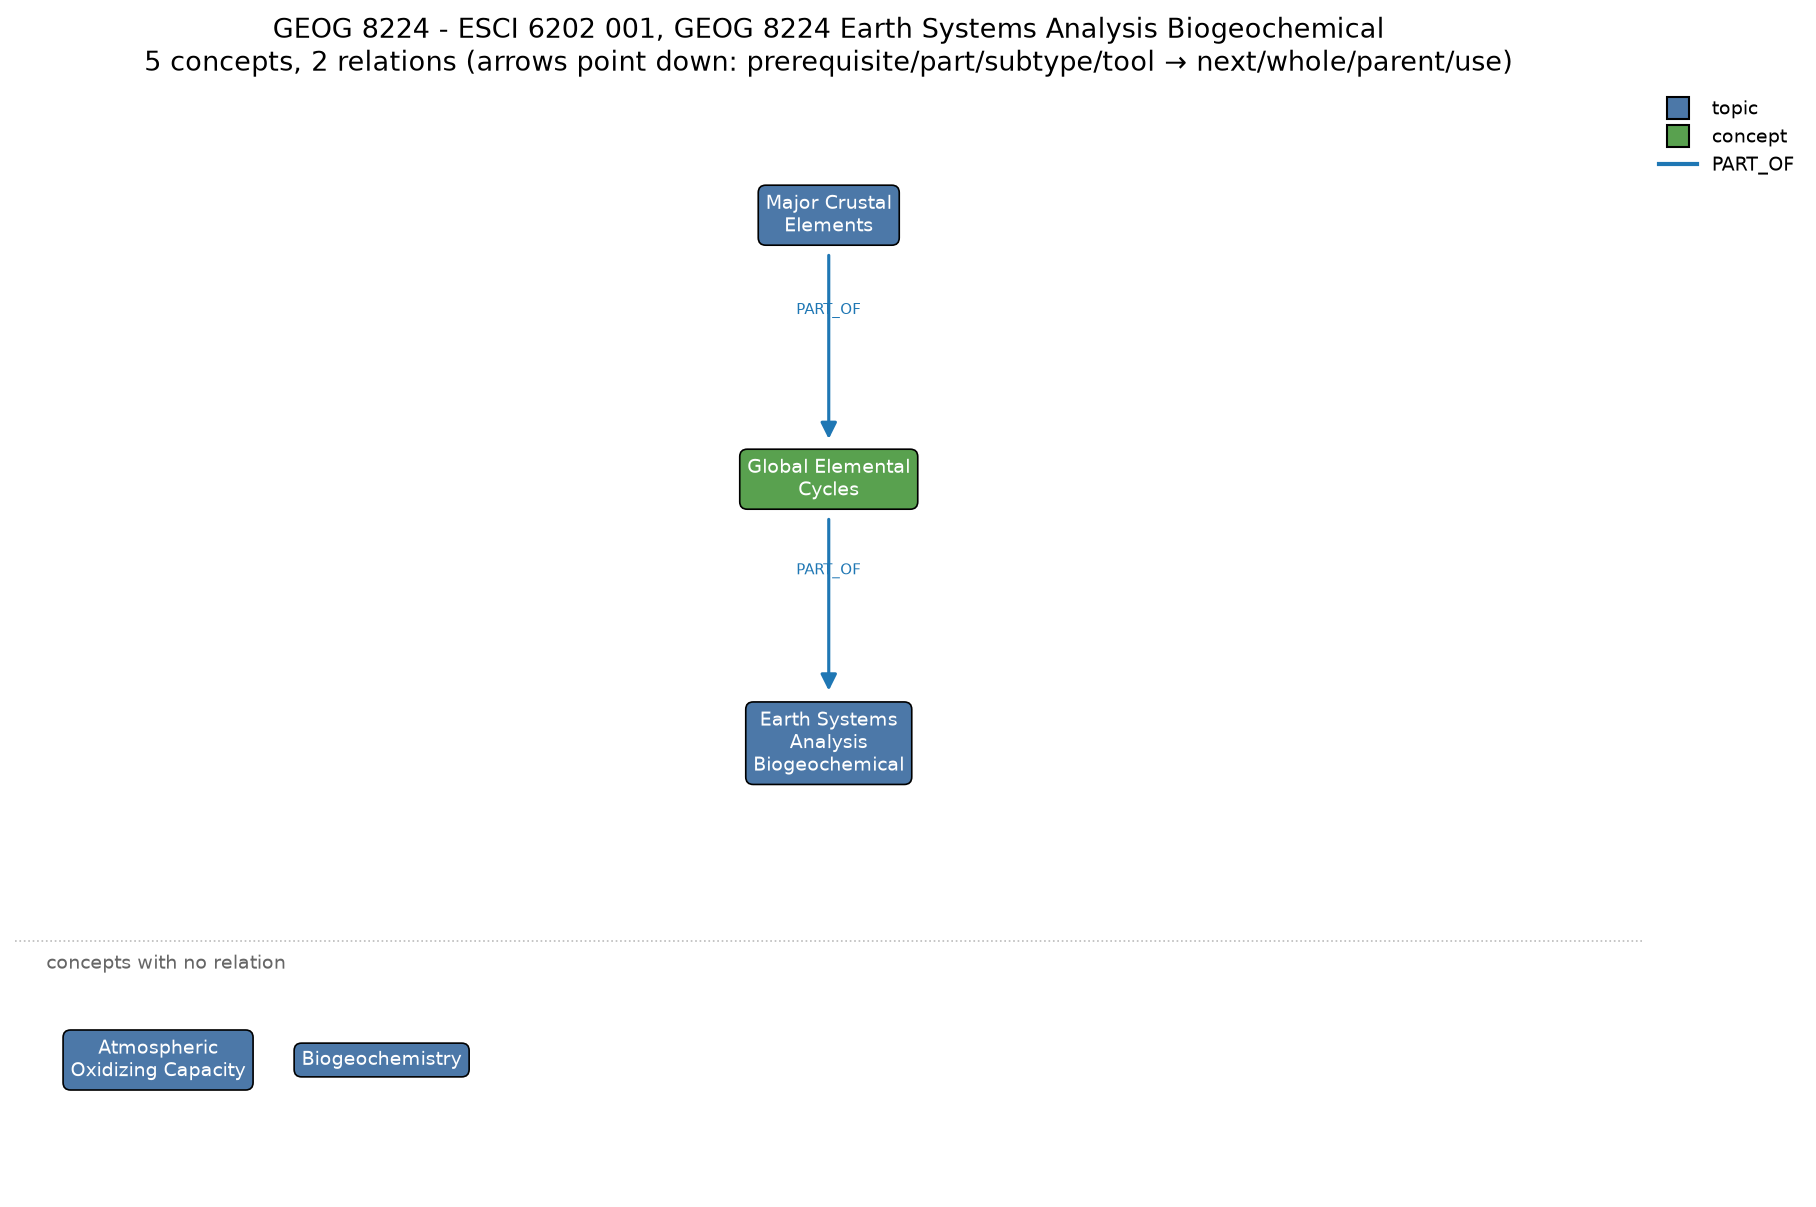 GEOG 8224 - ESCI 6202 001, GEOG 8224 Earth Systems Analysis Biogeochemical
5 concepts, 2 relations (arrows point down: prerequisite/part/subtype/tool → next/whole/parent/use)
topic
concept
PART_OF
Major Crustal
Elements
PART_OF
Global Elemental
Cycles
PART_OF
Earth Systems
Analysis
Biogeochemical
concepts with no relation
Atmospheric
Oxidizing Capacity
Biogeochemistry